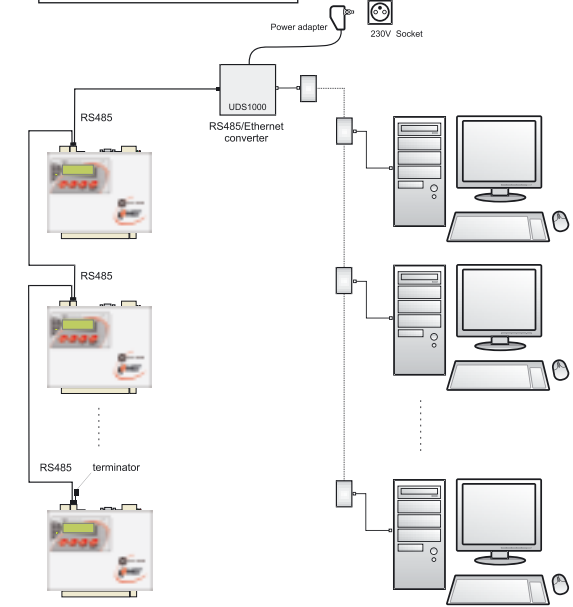 Power adapter
230V Socket
UDS1000
RS485
RS485/Ethernet
converter
RS485
RS485
terminator